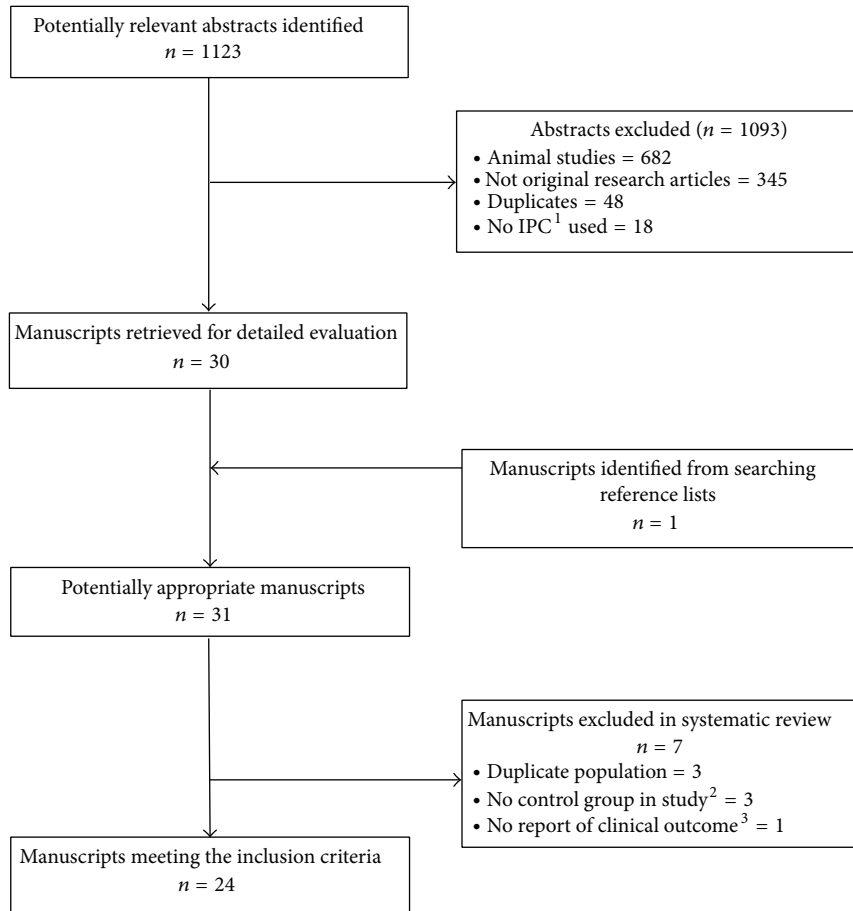 Potentially relevant abstracts identified
n = 1123
Abstracts excluded (n = 1093)
• Animal studies = 682
• Not original research articles = 345
• Duplicates = 48
• No IPC¹ used = 18
Manuscripts retrieved for detailed evaluation
n = 30
Manuscripts identified from searching
reference lists
n = 1
Potentially appropriate manuscripts
n = 31
Manuscripts excluded in systematic review
n = 7
• Duplicate population = 3
• No control group in study² = 3
• No report of clinical outcome³ = 1
Manuscripts meeting the inclusion criteria
n = 24